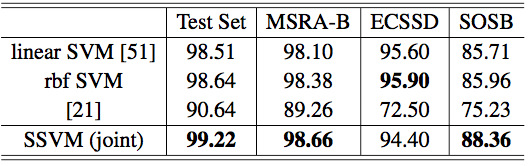 Test Set MSRA-B ECSSD SOSB
linear SVM [51] 98.51 98.10 95.60 85.71
rbf SVM 98.64 98.38 95.90 85.96
[21] 90.64 89.26 72.50 75.23
SSVM (joint) 99.22 98.66 94.40 88.36